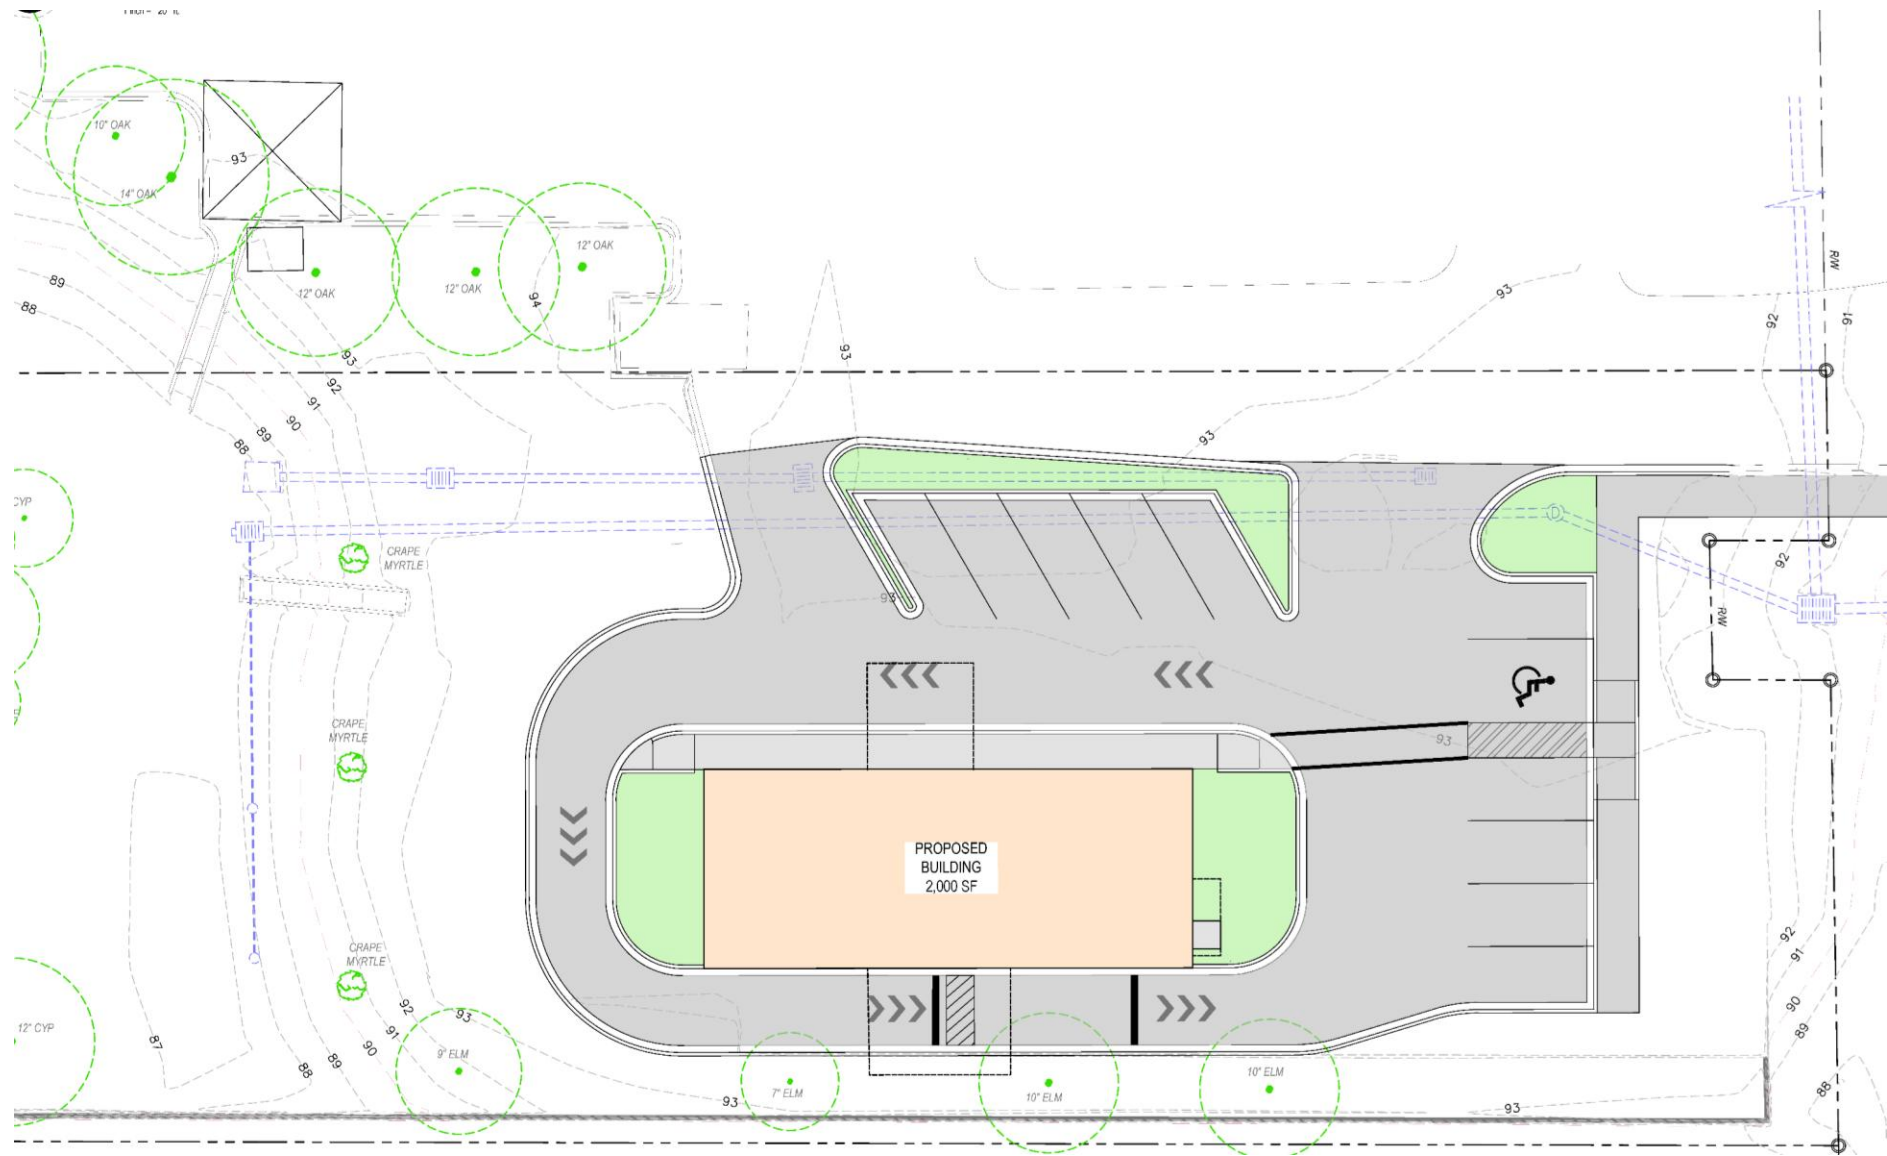 10" OAK
93
14" OAK
12" OAK
12" OAK
12" OAK
R/W
89
88
94
93
93
92
91
93
92
91
90
89
88
93
CYP
CRAPE
MYRTLE
92
93
R/W
CRAPE
MYRTLE
93
PROPOSED
BUILDING
2,000 SF
CRAPE
MYRTLE
92
91
90
89
12" CYP
87
92
91
90
89
88
93
9" ELM
7" ELM
10" ELM
10" ELM
93
93
88
D